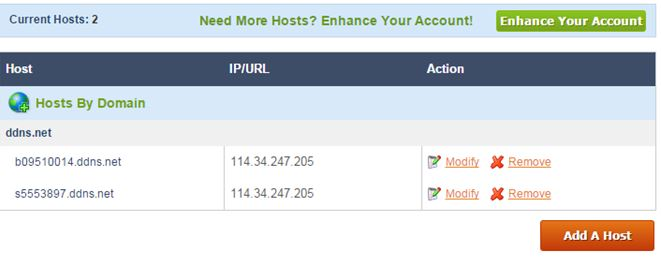 Current Hosts: 2 Need More Hosts? Enhance Your Account! Enhance Your Account
Host IP/URL Action
Hosts By Domain
ddns.net
b09510014.ddns.net 114.34.247.205 Modify Remove
s5553897.ddns.net 114.34.247.205 Modify Remove
Add A Host